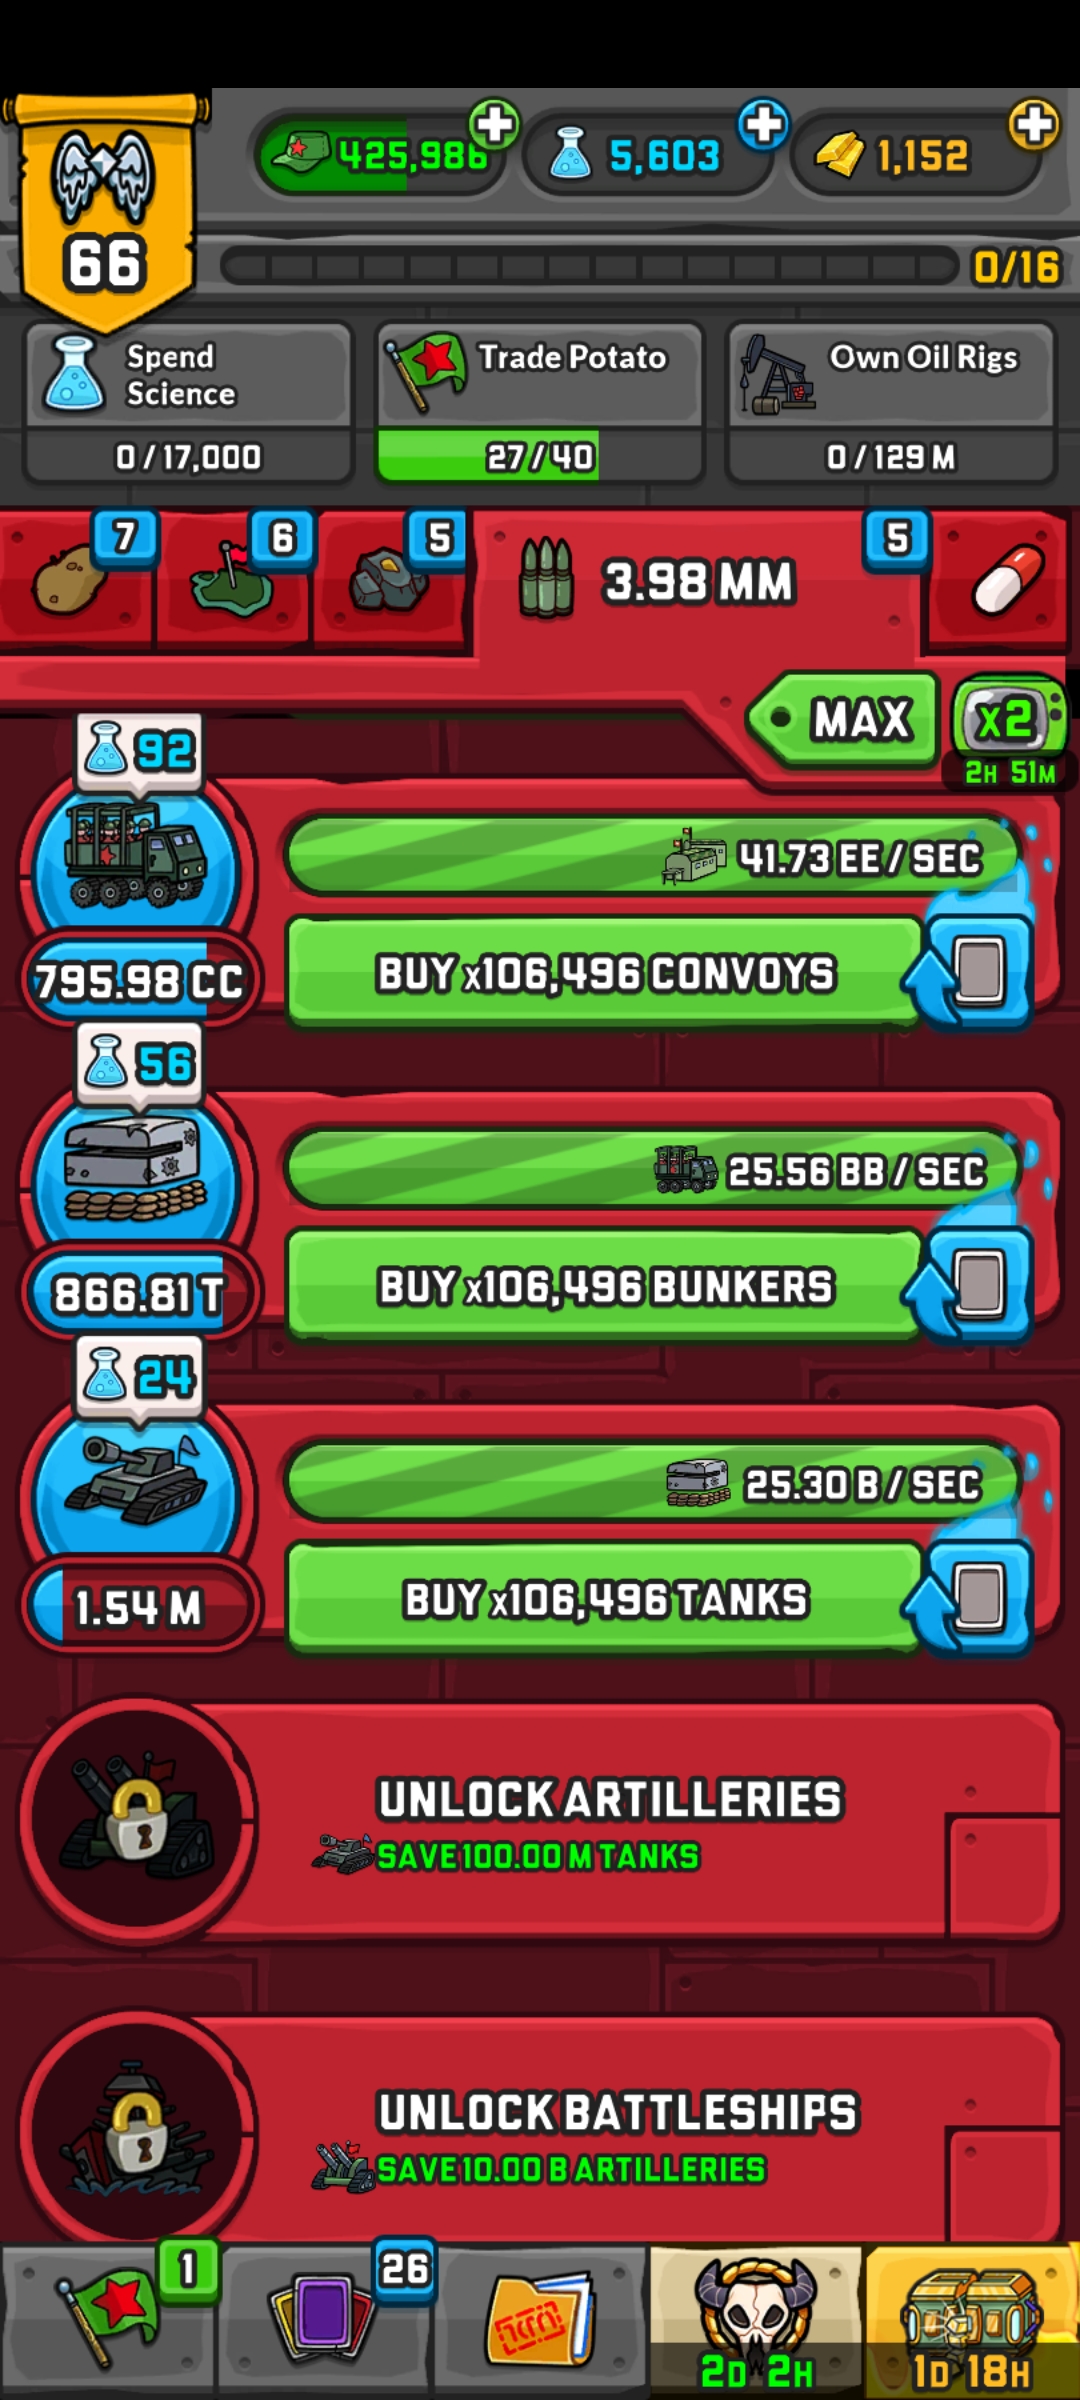 425,986
5,603
1,152
66
0/16
Spend
Science
0/17,000
Trade Potato
27/40
Own Oil Rigs
0/129 M
7
6
5
3.98 MM
5
MAX
x2
2H 51M
92
41.73 EE/SEC
795.98 CC
BUY x106,496 CONVOYS
56
25.56 BB/SEC
866.81 T
BUY x106,496 BUNKERS
24
25.30 B/SEC
1.54 M
BUY x106,496 TANKS
UNLOCK ARTILLERIES
SAVE 100.00 M TANKS
UNLOCK BATTLESHIPS
SAVE 10.00 B ARTILLERIES
1
26
2D 2H
1D 18H